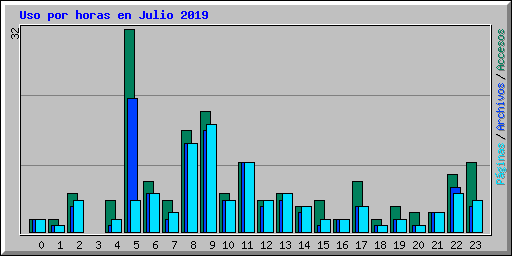 Uso por horas en Julio 2019
32
Páginas / Archivos / Accesos
0 1 2 3 4 5 6 7 8 9 10 11 12 13 14 15 16 17 18 19 20 21 22 23